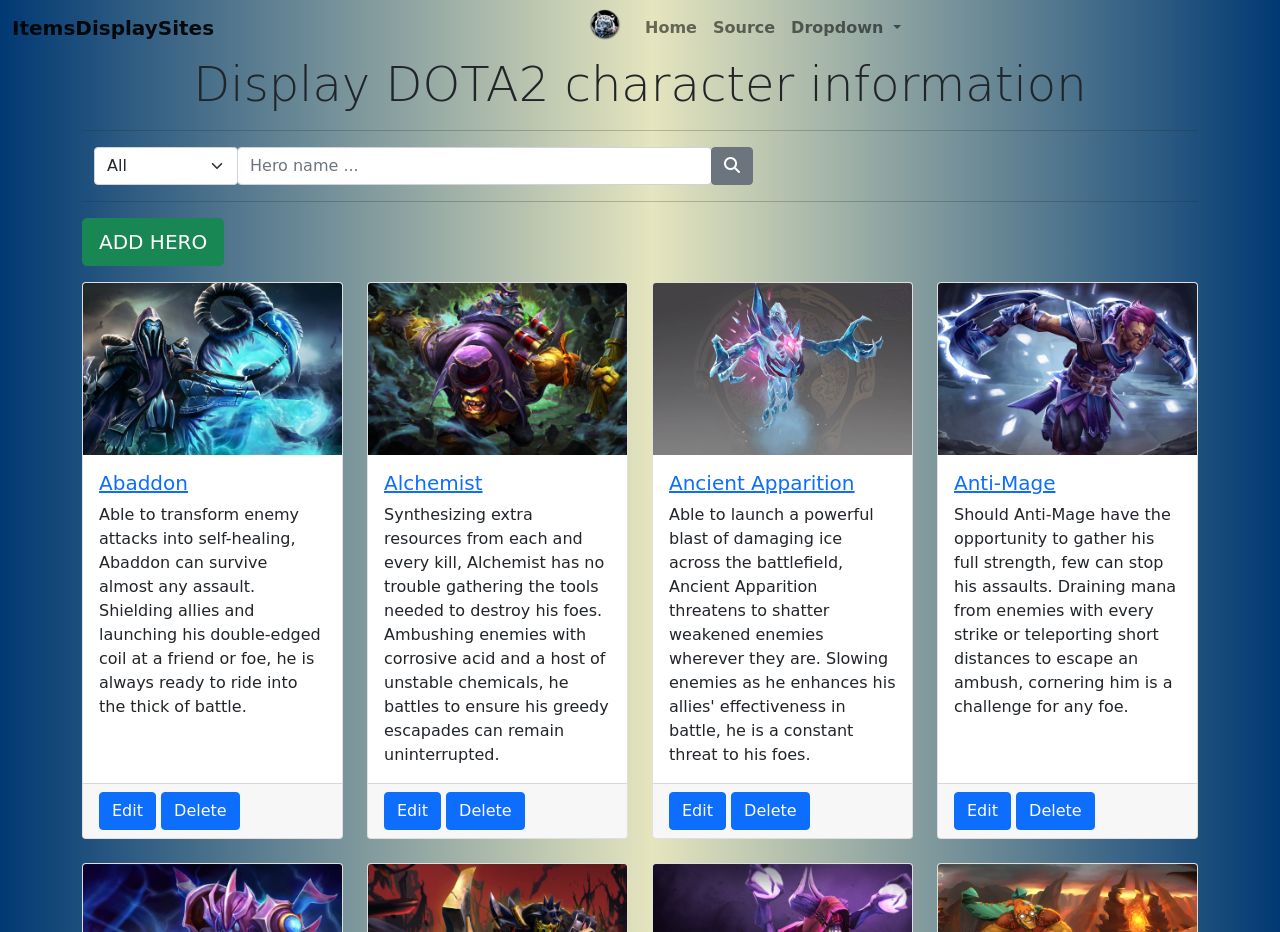 ItemsDisplaySites
Home Source Dropdown
Display DOTA2 character information
All Hero name ...
ADD HERO
Abaddon
Able to transform enemy
attacks into self-healing,
Abaddon can survive
almost any assault.
Shielding allies and
launching his double-edged
coil at a friend or foe, he is
always ready to ride into
the thick of battle.
Edit Delete
Alchemist
Synthesizing extra
resources from each and
every kill, Alchemist has no
trouble gathering the tools
needed to destroy his foes.
Ambushing enemies with
corrosive acid and a host of
unstable chemicals, he
battles to ensure his greedy
escapades can remain
uninterrupted.
Edit Delete
Ancient Apparition
Able to launch a powerful
blast of damaging ice
across the battlefield,
Ancient Apparition
threatens to shatter
weakened enemies
wherever they are. Slowing
enemies as he enhances his
allies' effectiveness in
battle, he is a constant
threat to his foes.
Edit Delete
Anti-Mage
Should Anti-Mage have the
opportunity to gather his
full strength, few can stop
his assaults. Draining mana
from enemies with every
strike or teleporting short
distances to escape an
ambush, cornering him is a
challenge for any foe.
Edit Delete